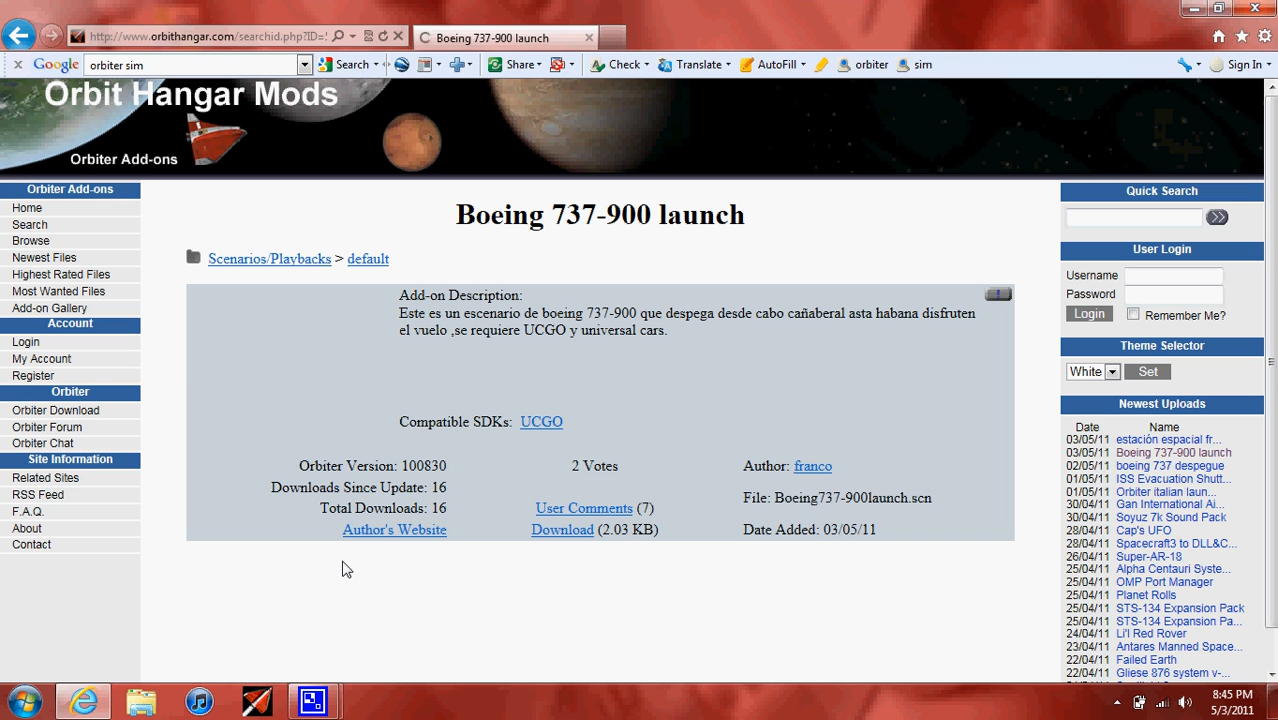 http://www.orbithangar.com/searchid.php?ID=
Boeing 737-900 launch
Google
orbiter sim
Search
Share
Check
Translate
AutoFill
orbiter
sim
Sign In
Orbit Hangar Mods
Orbiter Add-ons
Orbiter Add-ons
Home
Search
Browse
Newest Files
Highest Rated Files
Most Wanted Files
Add-on Gallery
Account
Login
My Account
Register
Orbiter
Orbiter Download
Orbiter Forum
Orbiter Chat
Site Information
Related Sites
RSS Feed
F.A.Q.
About
Contact
Boeing 737-900 launch
Scenarios/Playbacks > default
Add-on Description:
Este es un escenario de boeing 737-900 que despega desde cabo cañaberal asta habana disfruten
el vuelo ,se requiere UCGO y universal cars.
Compatible SDKs: UCGO
Orbiter Version: 100830
2 Votes
Author: franco
Downloads Since Update: 16
File: Boeing737-900launch.scn
Total Downloads: 16
User Comments (7)
Author's Website
Download (2.03 KB)
Date Added: 03/05/11
Quick Search
User Login
Username
Password
Login
Remember Me?
Theme Selector
White
Set
Newest Uploads
Date Name
03/05/11 estación espacial fr...
03/05/11 Boeing 737-900 launch
02/05/11 boeing 737 despegue
01/05/11 ISS Evacuation Shutt...
01/05/11 Orbiter italian laun...
30/04/11 Gan International Ai...
30/04/11 Soyuz 7k Sound Pack
28/04/11 Cap's UFO
28/04/11 Spacecraft3 to DLL&C...
26/04/11 Super-AR-18
25/04/11 Alpha Centauri Syste...
25/04/11 OMP Port Manager
25/04/11 Planet Rolls
25/04/11 STS-134 Expansion Pack
25/04/11 STS-134 Expansion Pa...
24/04/11 Li'l Red Rover
23/04/11 Antares Manned Space...
22/04/11 Failed Earth
22/04/11 Gliese 876 system v-...
8:45 PM
5/3/2011